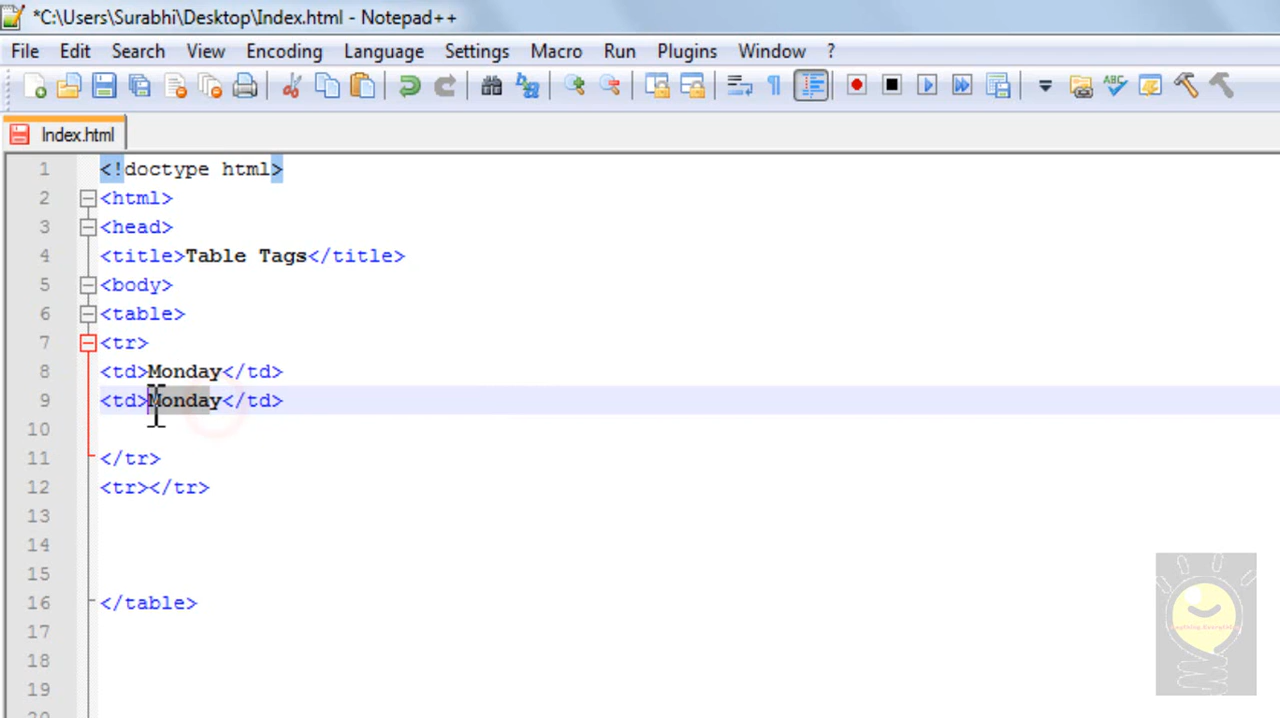 *C:\Users\Surabhi\Desktop\Index.html - Notepad++
File Edit Search View Encoding Language Settings Macro Run Plugins Window ?
Index.html
1 <!doctype html>
2 <html>
3 <head>
4 <title>Table Tags</title>
5 <body>
6 <table>
7 <tr>
8 <td>Monday</td>
9 <td>Monday</td>
10
11 </tr>
12 <tr></tr>
13
14
15
16 </table>
17
18
19
20